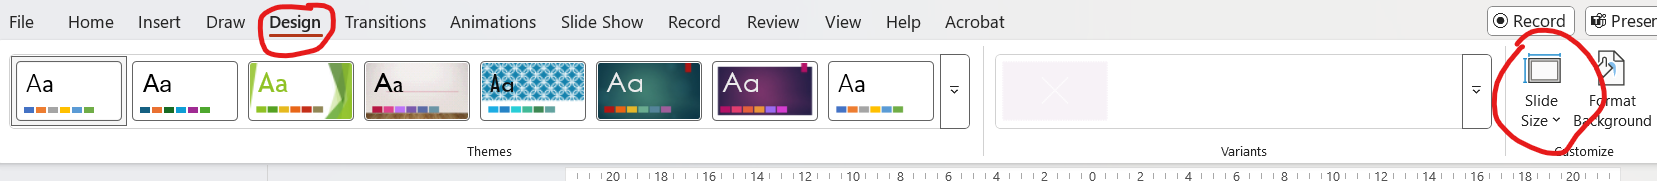 File Home Insert Draw Design Transitions Animations Slide Show Record Review View Help Acrobat Record
Aa Aa Aa Aa Aa Aa Aa Aa
Slide Size
Format Background
Themes Variants Customize
20 18 16 14 12 10 8 6 4 2 0 2 4 6 8 10 12 14 16 18 20